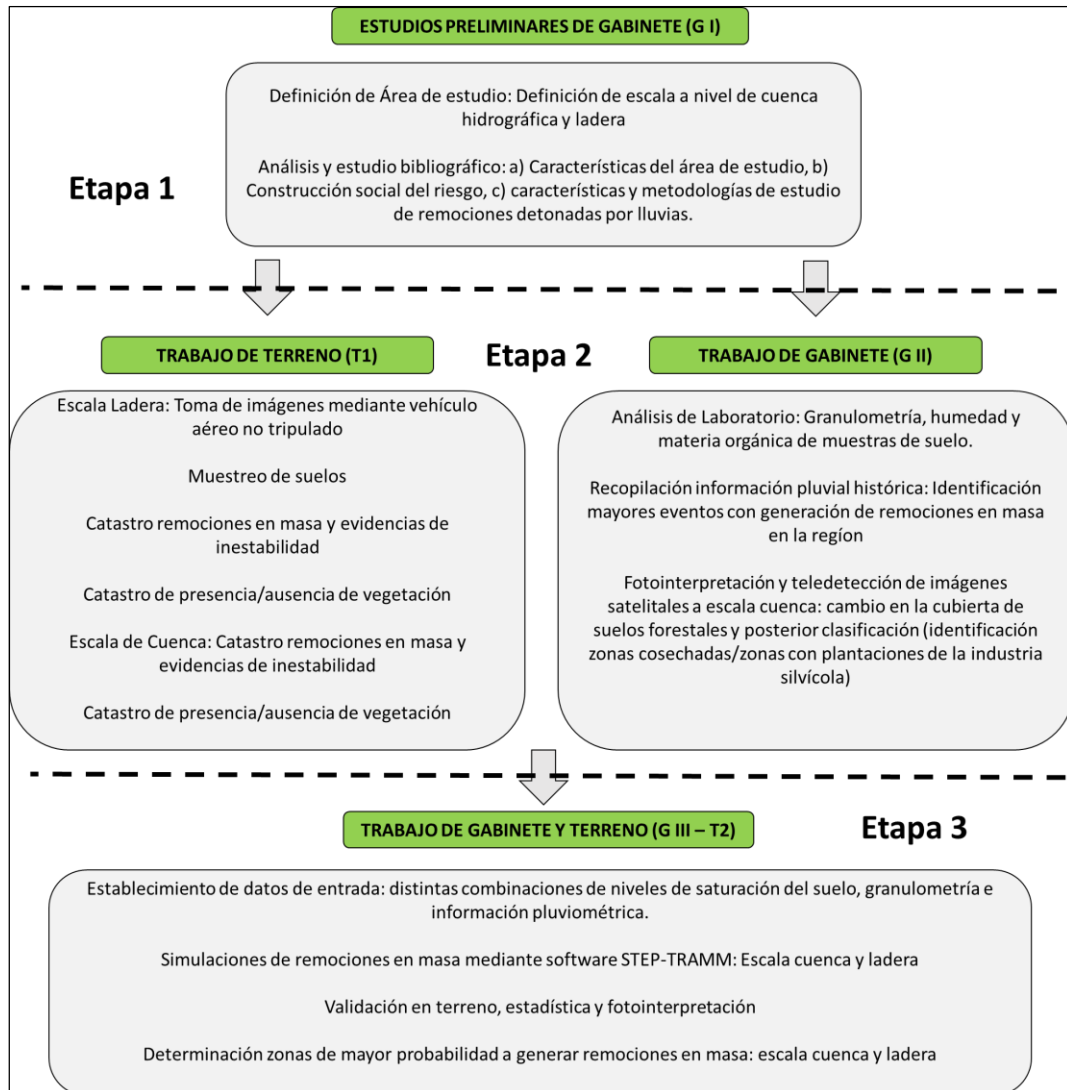 ESTUDIOS PRELIMINARES DE GABINETE (G I)
Definición de Área de estudio: Definición de escala a nivel de cuenca
hidrográfica y ladera
Análisis y estudio bibliográfico: a) Características del área de estudio, b)
Construcción social del riesgo, c) características y metodologías de estudio
de remociones detonadas por lluvias.
Etapa 1
Etapa 2
TRABAJO DE TERRENO (T1)
Escala Ladera: Toma de imágenes mediante vehículo
aéreo no tripulado
Muestreo de suelos
Catastro remociones en masa y evidencias de
inestabilidad
Catastro de presencia/ausencia de vegetación
Escala de Cuenca: Catastro remociones en masa y
evidencias de inestabilidad
Catastro de presencia/ausencia de vegetación
TRABAJO DE GABINETE (G II)
Análisis de Laboratorio: Granulometría, humedad y
materia orgánica de muestras de suelo.
Recopilación información pluvial histórica: Identificación
mayores eventos con generación de remociones en masa
en la regíon
Fotointerpretación y teledetección de imágenes
satelitales a escala cuenca: cambio en la cubierta de
suelos forestales y posterior clasificación (identificación
zonas cosechadas/zonas con plantaciones de la industria
silvícola)
Etapa 3
TRABAJO DE GABINETE Y TERRENO (G III – T2)
Establecimiento de datos de entrada: distintas combinaciones de niveles de saturación del suelo, granulometría e
información pluviométrica.
Simulaciones de remociones en masa mediante software STEP-TRAMM: Escala cuenca y ladera
Validación en terreno, estadística y fotointerpretación
Determinación zonas de mayor probabilidad a generar remociones en masa: escala cuenca y ladera